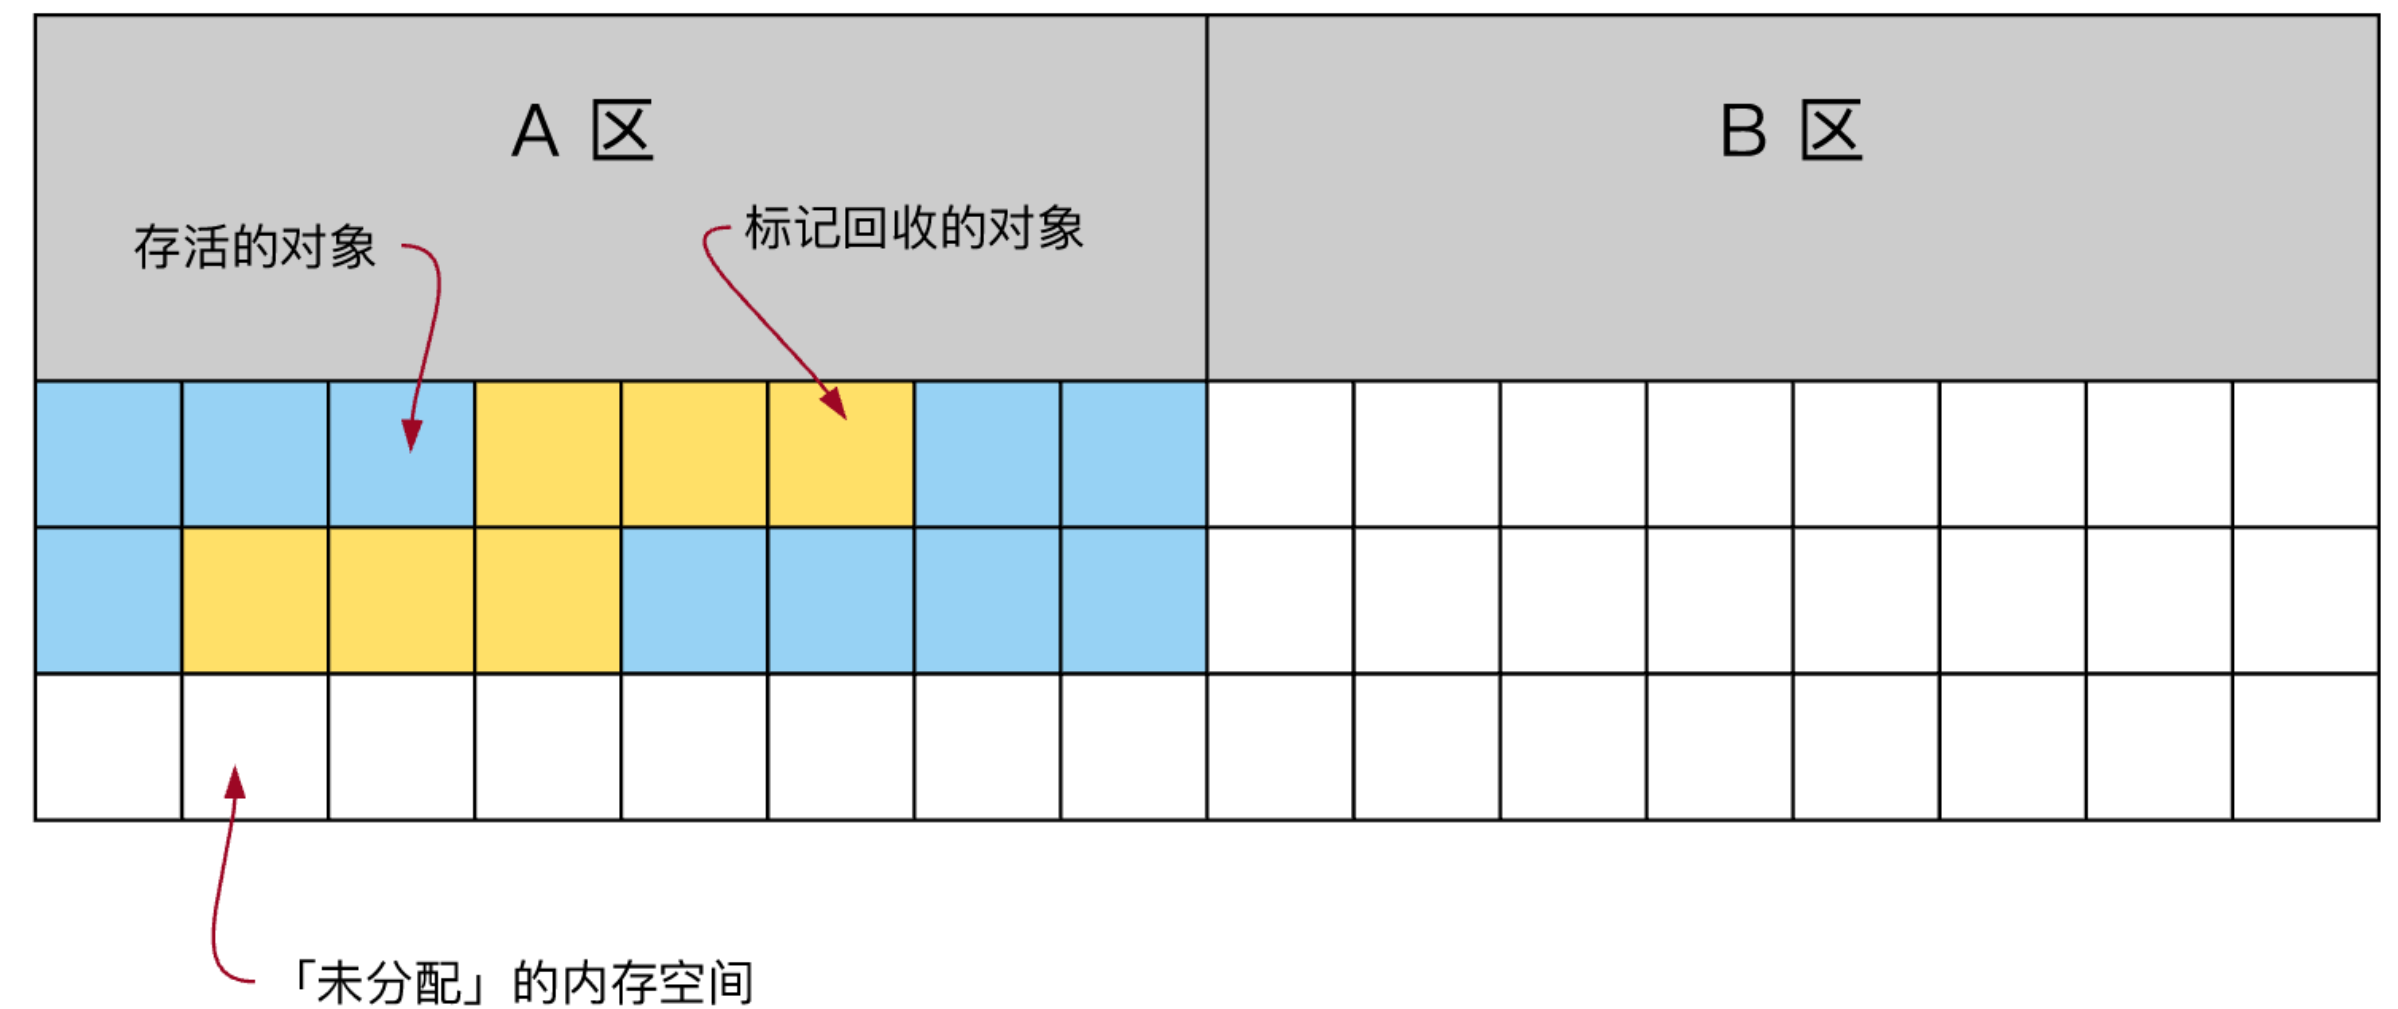 A 区
B 区
存活的对象
标记回收的对象
「未分配」的内存空间